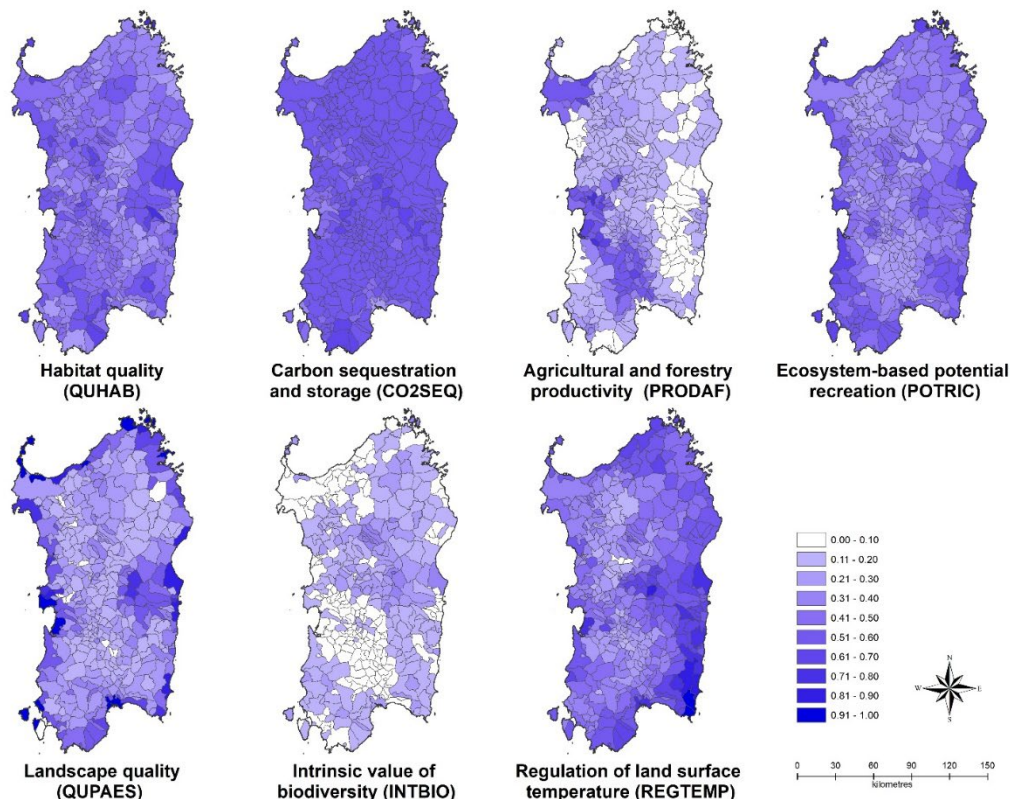 Habitat quality
(QUHAB)
Carbon sequestration
and storage (CO2SEQ)
Agricultural and forestry
productivity (PRODAF)
Ecosystem-based potential
recreation (POTRIC)
Landscape quality
(QUPAES)
Intrinsic value of
biodiversity (INTBIO)
Regulation of land surface
temperature (REGTEMP)
0.00 - 0.10
0.11 - 0.20
0.21 - 0.30
0.31 - 0.40
0.41 - 0.50
0.51 - 0.60
0.61 - 0.70
0.71 - 0.80
0.81 - 0.90
0.91 - 1.00
N
W E
S
0 30 60 90 120 150
kilometres